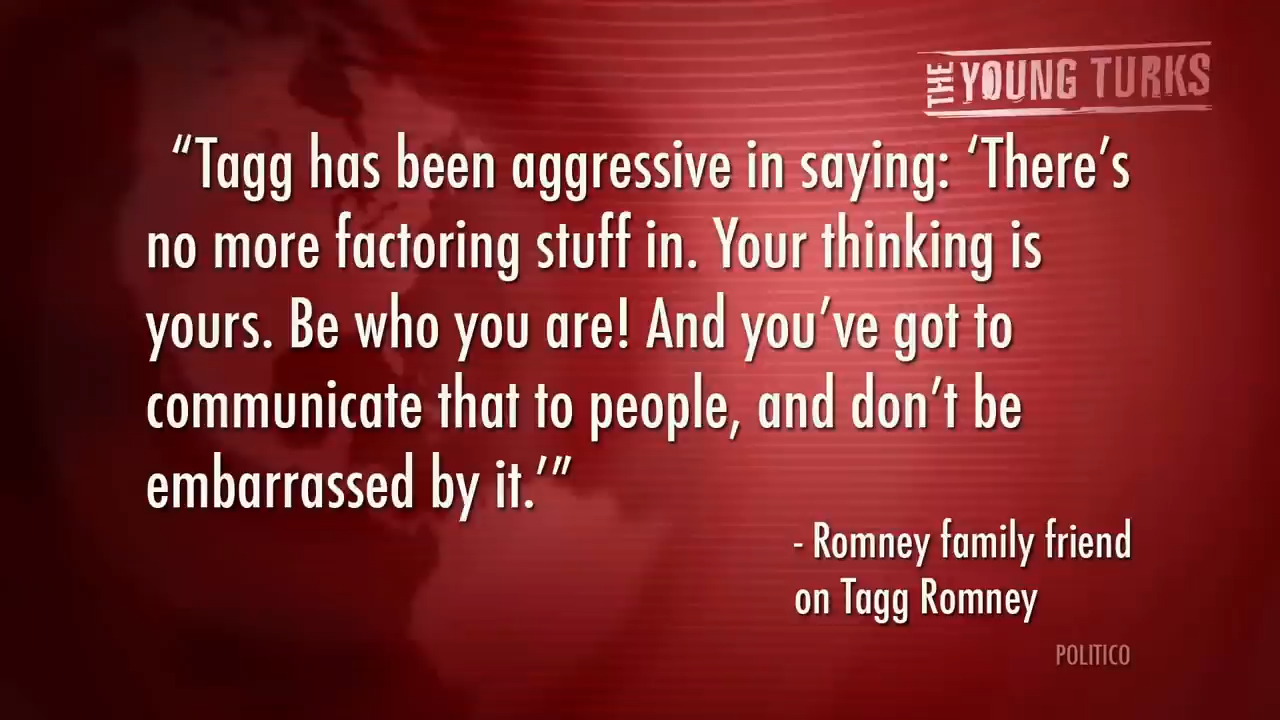 THE YOUNG TURKS
“Tagg has been aggressive in saying: ‘There’s
no more factoring stuff in. Your thinking is
yours. Be who you are! And you’ve got to
communicate that to people, and don’t be
embarrassed by it.’”
- Romney family friend
on Tagg Romney
POLITICO